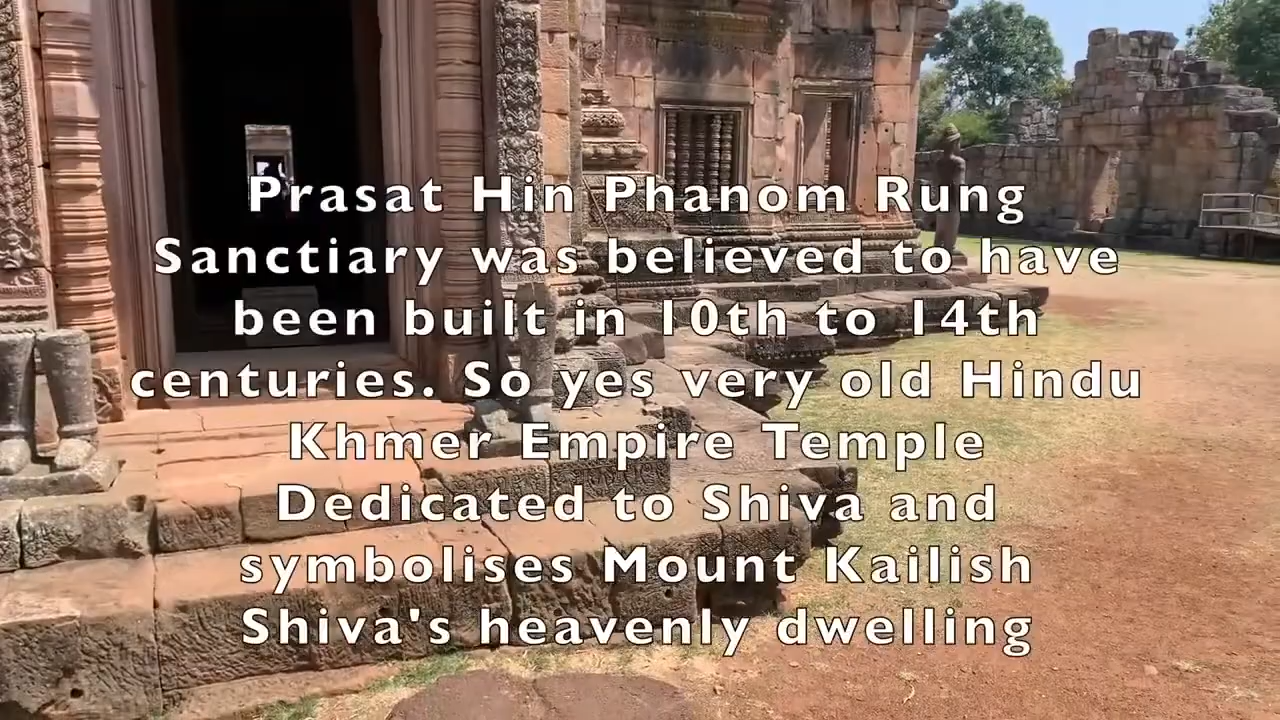 Prasat Hin Phanom Rung
Sanctiary was believed to have
been built in 10th to 14th
centuries. So yes very old Hindu
Khmer Empire Temple
Dedicated to Shiva and
symbolises Mount Kailish
Shiva's heavenly dwelling